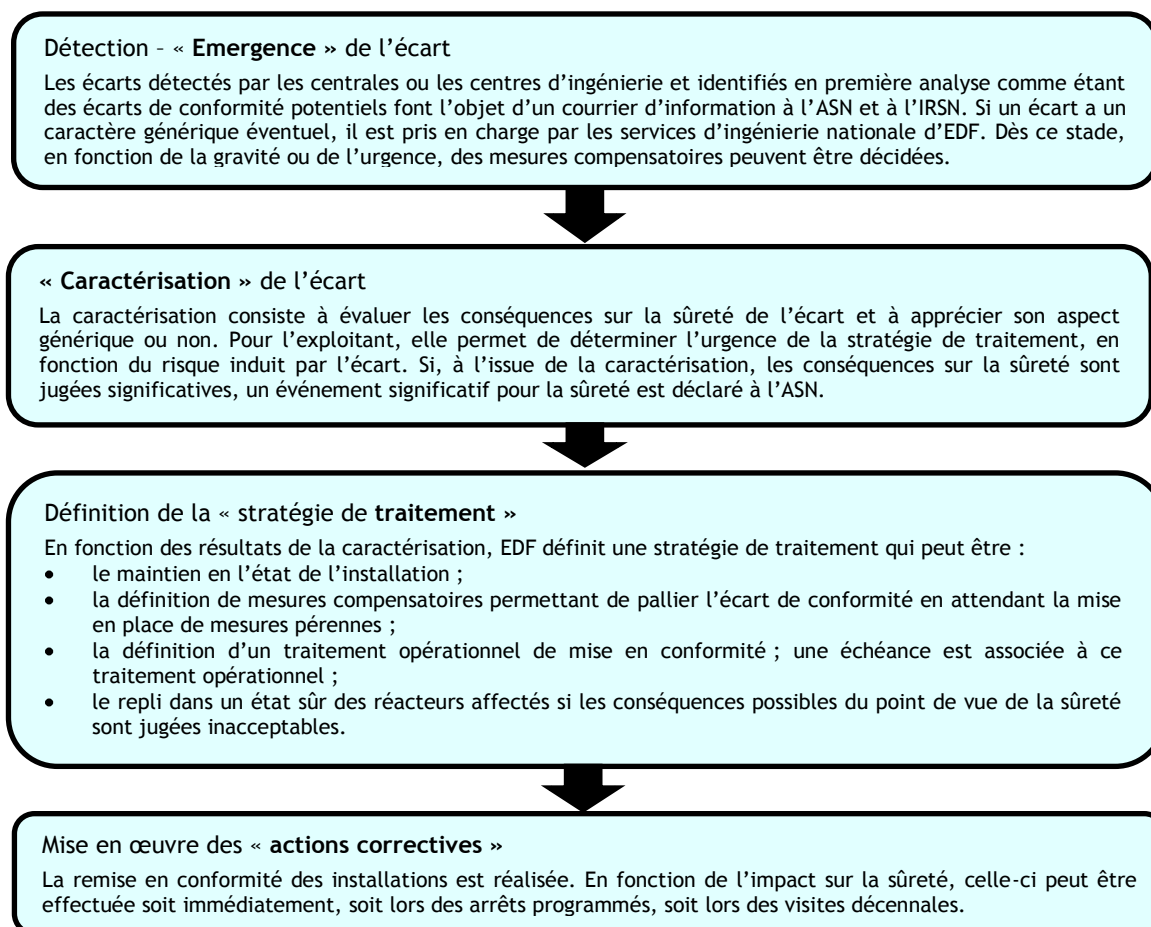 Détection – « Emergence » de l’écart
Les écarts détectés par les centrales ou les centres d’ingénierie et identifiés en première analyse comme étant
des écarts de conformité potentiels font l’objet d’un courrier d’information à l’ASN et à l’IRSN. Si un écart a un
caractère générique éventuel, il est pris en charge par les services d’ingénierie nationale d’EDF. Dès ce stade,
en fonction de la gravité ou de l’urgence, des mesures compensatoires peuvent être décidées.
« Caractérisation » de l’écart
La caractérisation consiste à évaluer les conséquences sur la sûreté de l’écart et à apprécier son aspect
générique ou non. Pour l’exploitant, elle permet de déterminer l’urgence de la stratégie de traitement, en
fonction du risque induit par l’écart. Si, à l’issue de la caractérisation, les conséquences sur la sûreté sont
jugées significatives, un événement significatif pour la sûreté est déclaré à l’ASN.
Définition de la « stratégie de traitement »
En fonction des résultats de la caractérisation, EDF définit une stratégie de traitement qui peut être :
• le maintien en l’état de l’installation ;
• la définition de mesures compensatoires permettant de pallier l’écart de conformité en attendant la mise
en place de mesures pérennes ;
• la définition d’un traitement opérationnel de mise en conformité ; une échéance est associée à ce
traitement opérationnel ;
• le repli dans un état sûr des réacteurs affectés si les conséquences possibles du point de vue de la sûreté
sont jugées inacceptables.
Mise en œuvre des « actions correctives »
La remise en conformité des installations est réalisée. En fonction de l’impact sur la sûreté, celle-ci peut être
effectuée soit immédiatement, soit lors des arrêts programmés, soit lors des visites décennales.